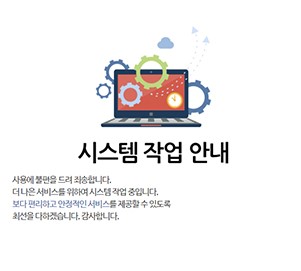 시스템 작업 안내
사용에 불편을 드려 죄송합니다.
더 나은 서비스를 위하여 시스템 작업 중입니다.
보다 편리하고 안정적인 서비스를 제공할 수 있도록
최선을 다하겠습니다. 감사합니다.